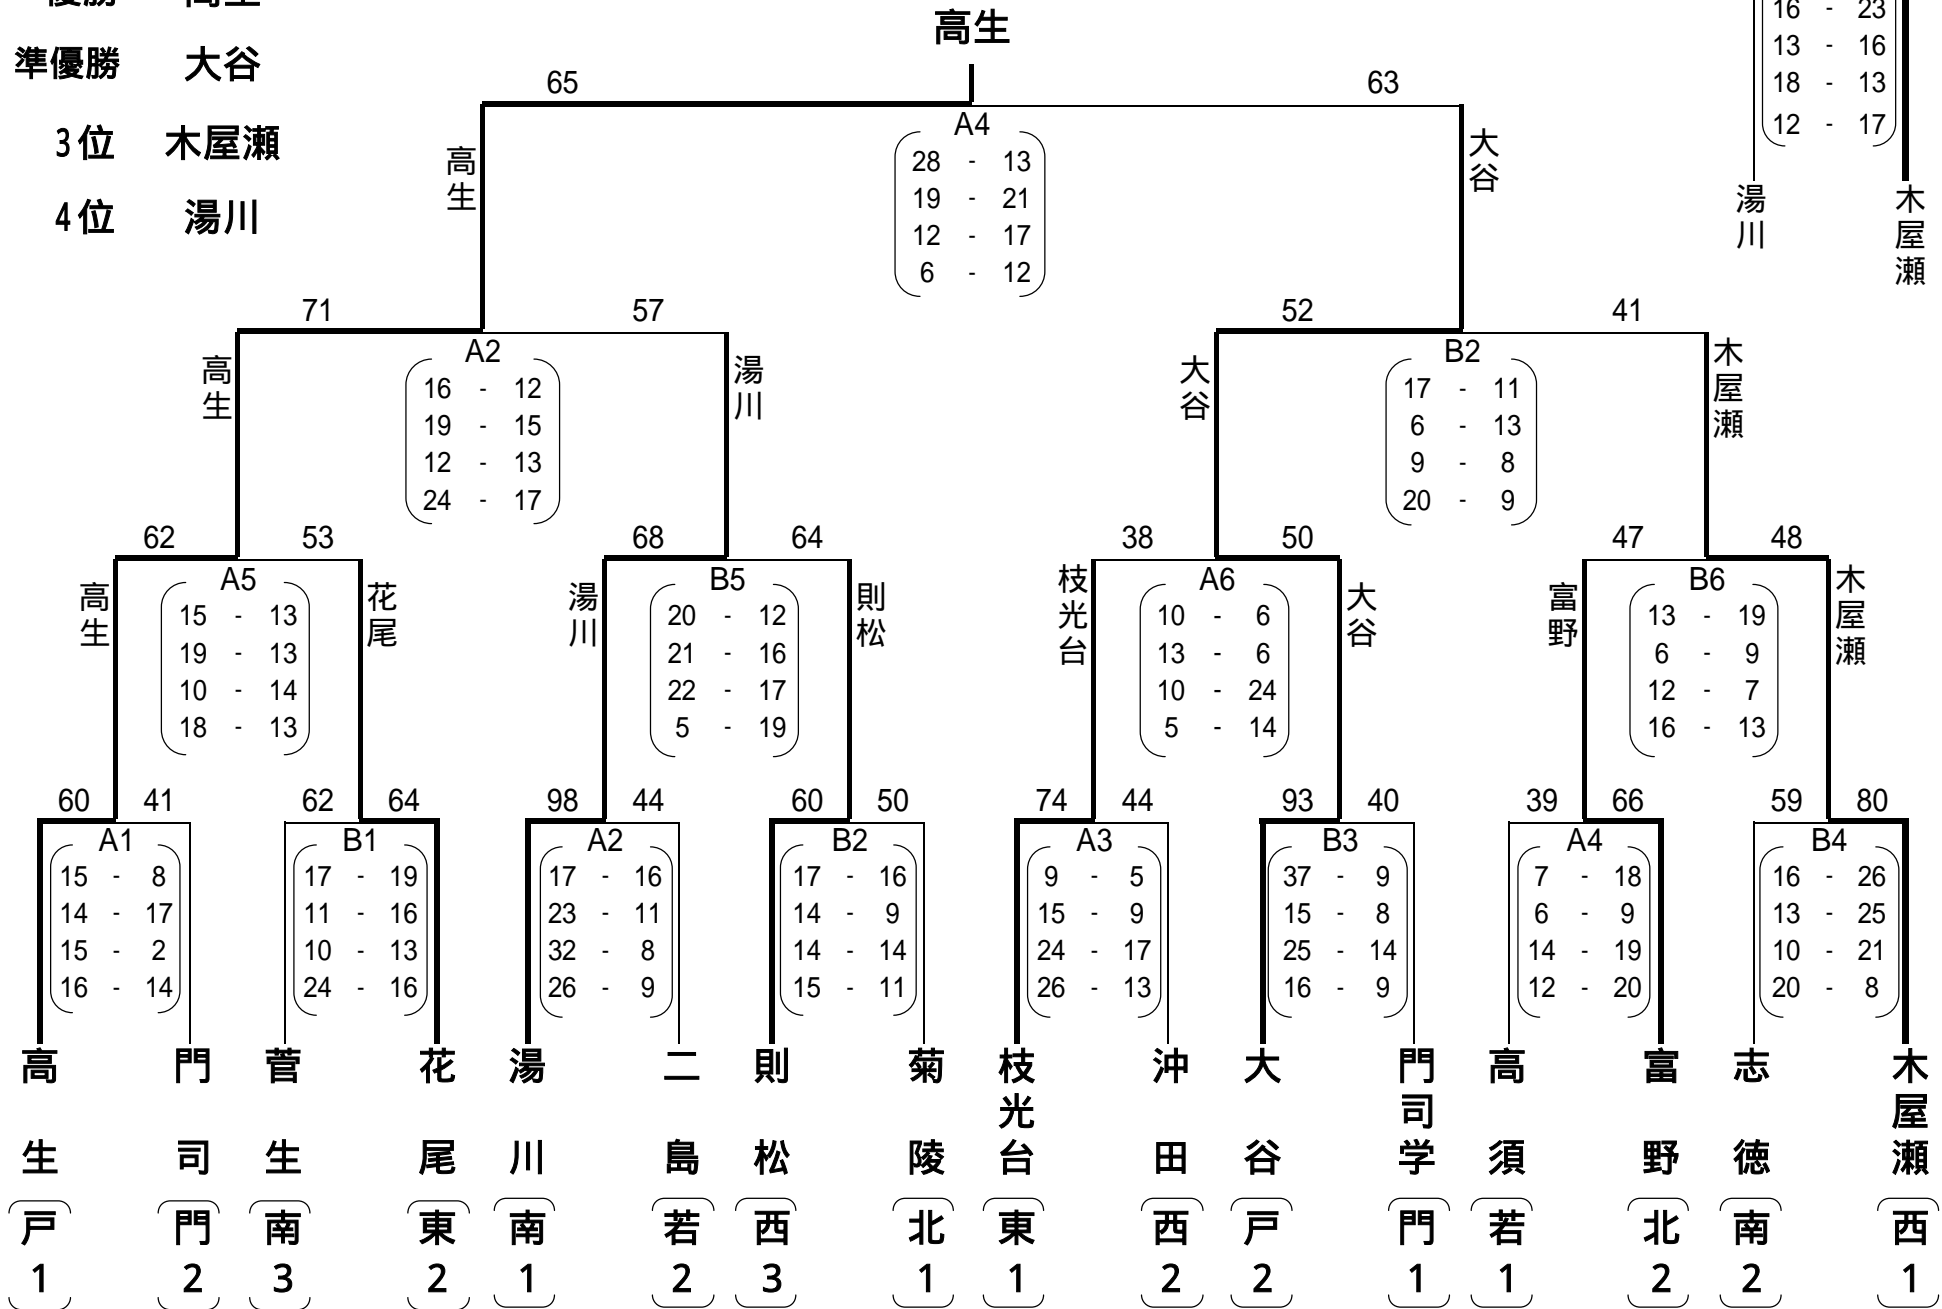 優勝 高生
準優勝 大谷
3位 木屋瀬
4位 湯川
高生
65 63
A4
28 - 13
19 - 21
12 - 17
6 - 12
高生
大谷
16 - 23
13 - 16
18 - 13
12 - 17
湯川
木屋瀬
71 57
A2
16 - 12
19 - 15
12 - 13
24 - 17
高生
湯川
52 41
B2
17 - 11
6 - 13
9 - 8
20 - 9
大谷
木屋瀬
62 53
A5
15 - 13
19 - 13
10 - 14
18 - 13
高生
花尾
68 64
B5
20 - 12
21 - 16
22 - 17
5 - 19
湯川
則松
38 50
A6
10 - 6
13 - 6
10 - 24
5 - 14
枝光台
大谷
47 48
B6
13 - 19
6 - 9
12 - 7
16 - 13
富野
木屋瀬
60 41
A1
15 - 8
14 - 17
15 - 2
16 - 14
62 64
B1
17 - 19
11 - 16
10 - 13
24 - 16
98 44
A2
17 - 16
23 - 11
32 - 8
26 - 9
60 50
B2
17 - 16
14 - 9
14 - 14
15 - 11
74 44
A3
9 - 5
15 - 9
24 - 17
26 - 13
93 40
B3
37 - 9
15 - 8
25 - 14
16 - 9
39 66
A4
7 - 18
6 - 9
14 - 19
12 - 20
59 80
B4
16 - 26
13 - 25
10 - 21
20 - 8
高生
戸1
門司
門2
菅生
南3
花尾
東2
湯川
南1
二島
若2
則松
西3
菊陵
北1
枝光台
東1
沖田
西2
大谷
戸2
門司学
門1
高須
若1
富野
北2
志徳
南2
木屋瀬
西1